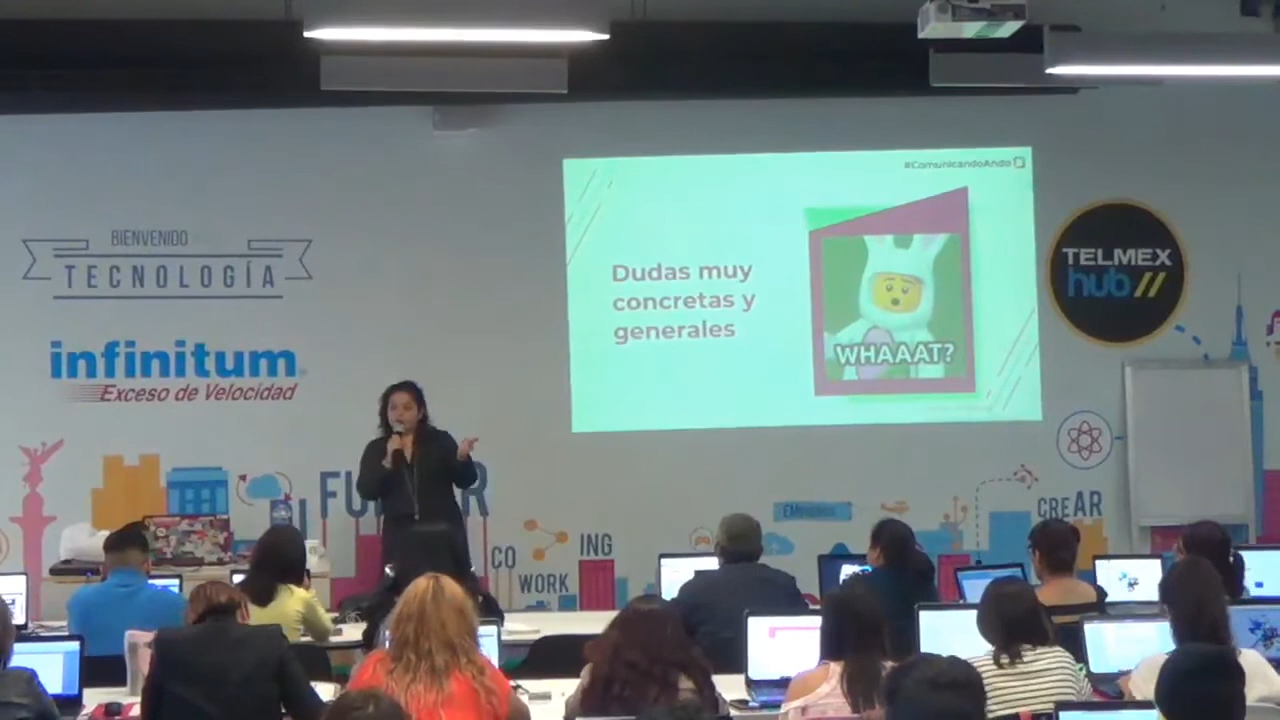 #ComunicandoAndo
BIENVENIDO
TECNOLOGÍA
infinitum
Exceso de Velocidad
Dudas muy
concretas y
generales
WHAAAT?
TELMEX
hub//
CREAR
CO
WORK
ING